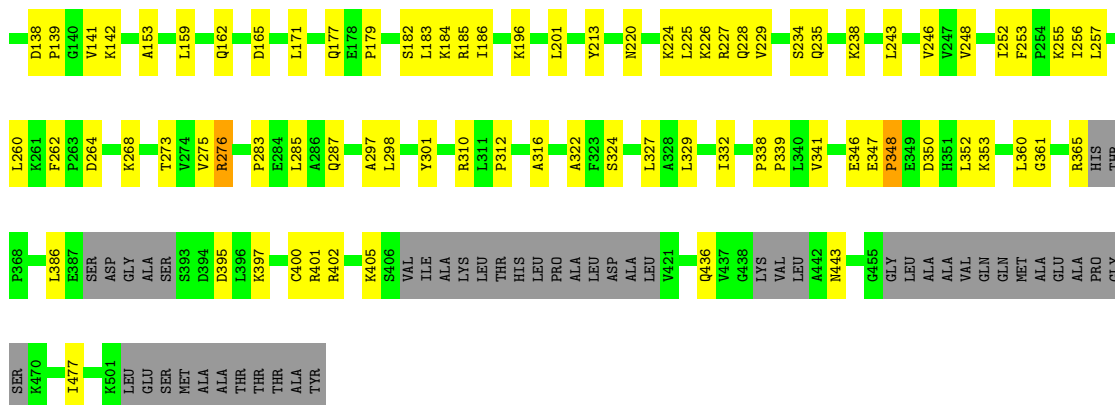 D138 P139 G140 V141 K142 A153 L159 Q162 D165 L171 Q177 E178 P179 S182 L183 K184 R185 I186 K196 L201 Y213 N220 K224 L225 K226 R227 Q228 V229 S234 Q235 K238 L243 V246 V247 V248 I252 F253 P254 K255 I256 L257
L260 K261 F262 P263 D264 K268 T273 V274 V275 R276 P283 E284 L285 A286 Q287 A297 L298 Y301 R310 L311 P312 A316 A322 F323 S324 L327 A328 L329 I332 P338 P339 L340 V341 E346 E347 P348 E349 D350 H351 L352 K353 L360 G361 R365 HIS THR
P368 L386 E387 SER ASP GLY ALA SER S393 D394 D395 L396 K397 C400 R401 R402 K405 S406 VAL ILE ALA LYS LEU THR HIS LEU PRO ALA LEU ASP ALA LEU V421 Q436 V437 G438 LYS VAL LEU A442 N443 G455 GLY LEU ALA ALA VAL GLN GLN MET ALA GLU ALA PRO GLY
SER K470 I477 K501 LEU GLU SER MET ALA ALA THR THR THR ALA TYR